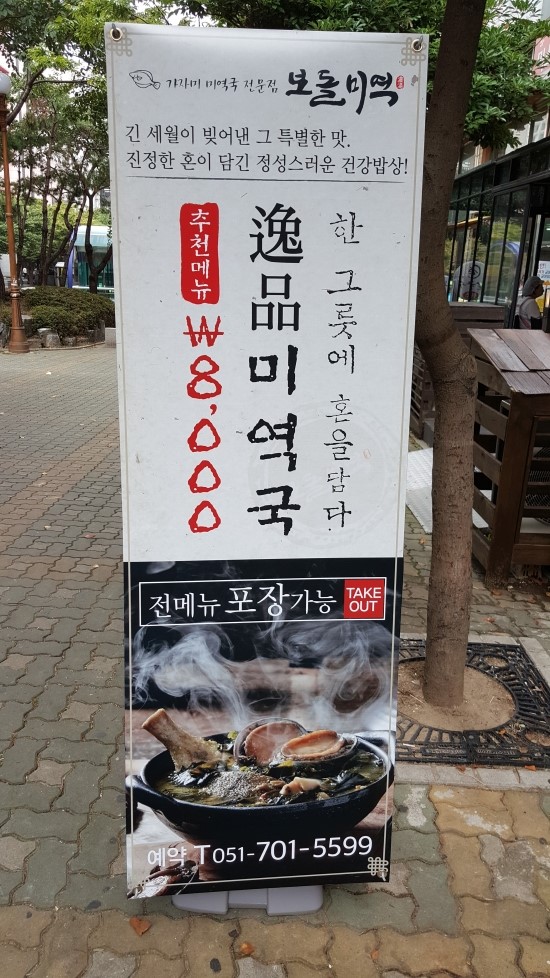 가자미 미역국 전문점 보돌미역
긴 세월이 빚어낸 그 특별한 맛.
진정한 혼이 담긴 정성스러운 건강밥상!
한 그릇에 혼을 담다
逸品미역국
추천메뉴 ₩8,000
전메뉴 포장가능 TAKE OUT
예약 T 051-701-5599